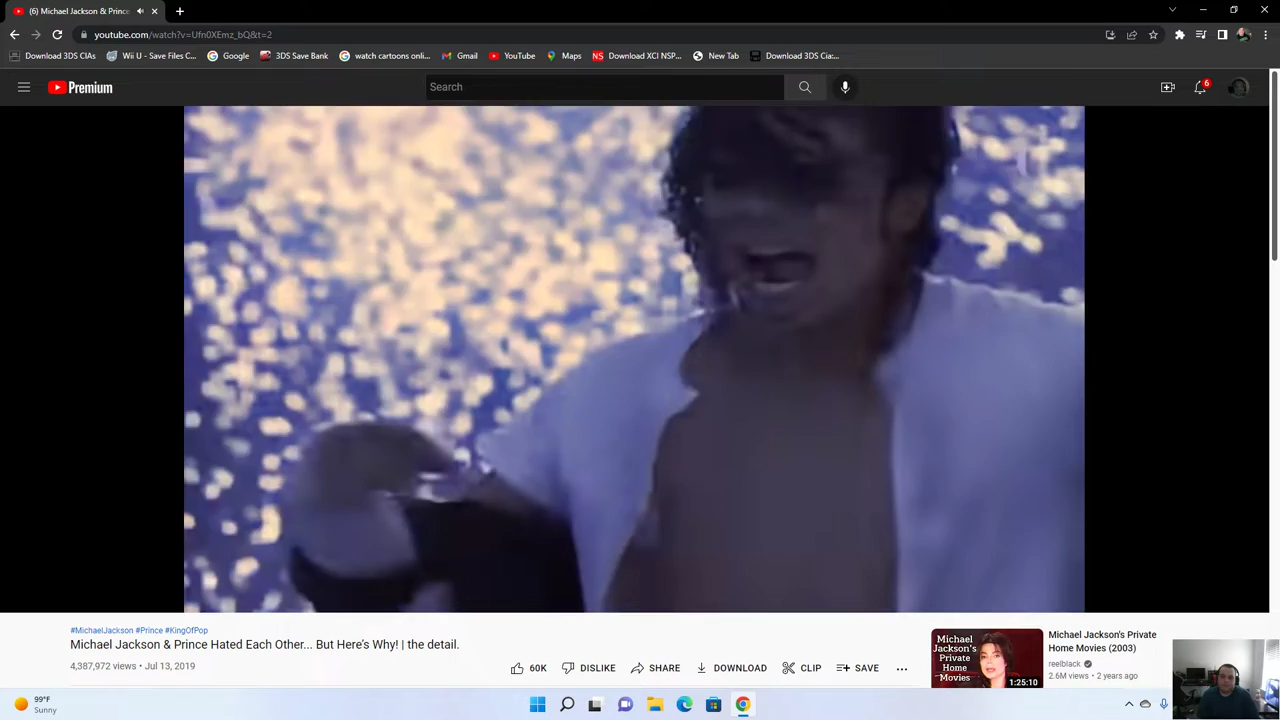 (6) Michael Jackson & Prince
youtube.com/watch?v=Ufn0XEmz_bQ&t=2
Download 3DS CIAs
Wii U - Save Files C...
Google
3DS Save Bank
watch cartoons onli...
Gmail
YouTube
Maps
NS
Download XCI NSP...
New Tab
Download 3DS Cia:...
Premium
Search
6
#MichaelJackson #Prince #KingOfPop
Michael Jackson & Prince Hated Each Other... But Here's Why! | the detail.
4,387,972 views • Jul 13, 2019
60K
DISLIKE
SHARE
DOWNLOAD
CLIP
SAVE
Michael
Jackson's
Private
Home
Movies
1:25:10
Michael Jackson's Private
Home Movies (2003)
reelblack
2.6M views • 2 years ago
99°F
Sunny